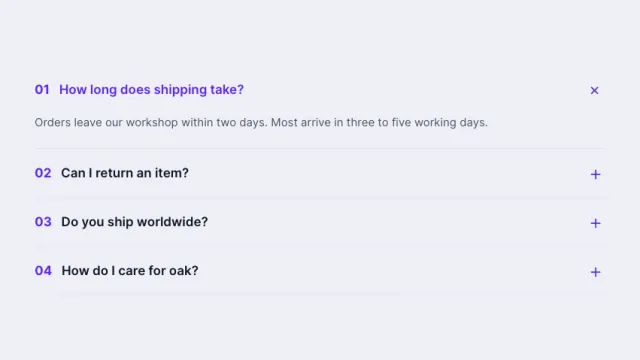 01 How long does shipping take?
Orders leave our workshop within two days. Most arrive in three to five working days.
02 Can I return an item?
03 Do you ship worldwide?
04 How do I care for oak?